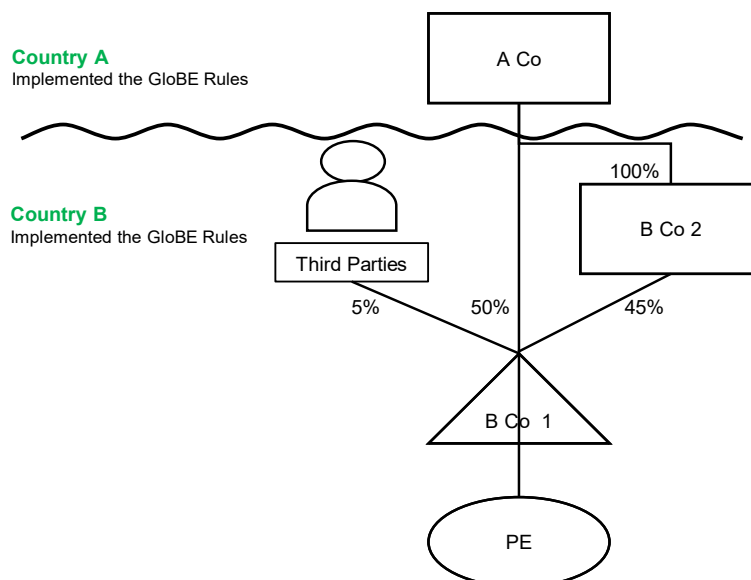 Country A
Implemented the GloBE Rules
A Co
100%
Country B
Implemented the GloBE Rules
B Co 2
Third Parties
5%
50%
45%
B Co 1
PE